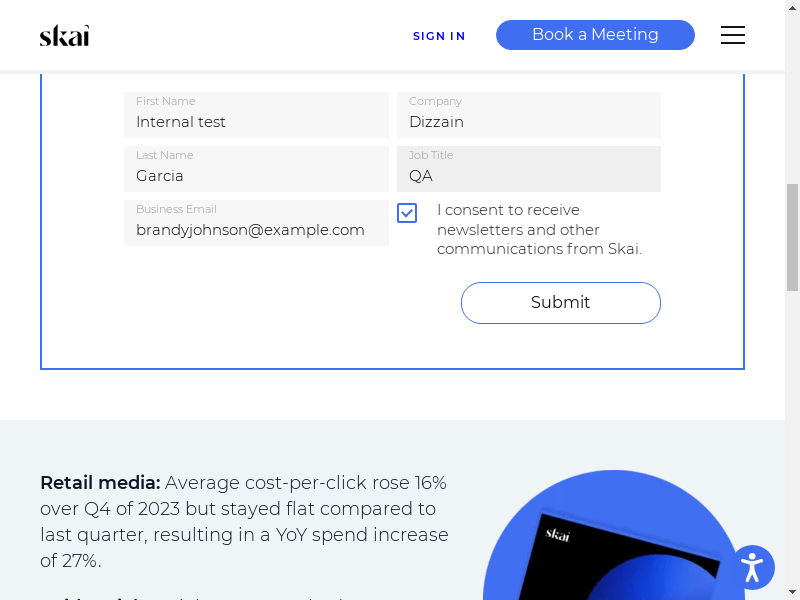 skai
SIGN IN
Book a Meeting
First Name
Internal test
Company
Dizzain
Last Name
Garcia
Job Title
QA
Business Email
brandyjohnson@example.com
I consent to receive
newsletters and other
communications from Skai.
Submit
Retail media: Average cost-per-click rose 16%
over Q4 of 2023 but stayed flat compared to
last quarter, resulting in a YoY spend increase
of 27%.
skai